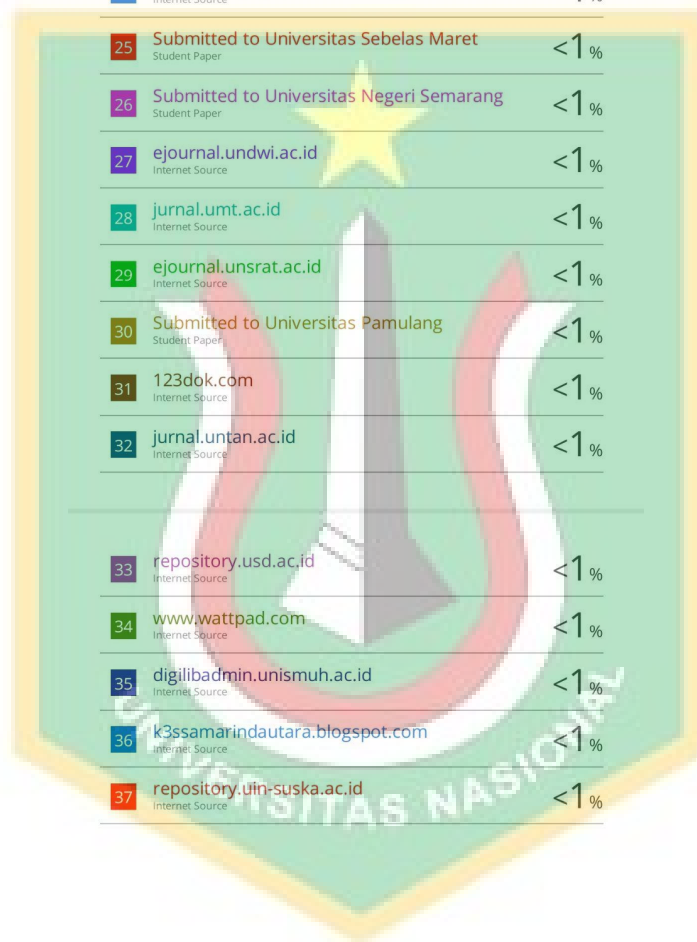 Internet Source %
25 Submitted to Universitas Sebelas Maret <1%
Student Paper
26 Submitted to Universitas Negeri Semarang <1%
Student Paper
27 ejournal.undwi.ac.id <1%
Internet Source
28 jurnal.umt.ac.id <1%
Internet Source
29 ejournal.unsrat.ac.id <1%
Internet Source
30 Submitted to Universitas Pamulang <1%
Student Paper
31 123dok.com <1%
Internet Source
32 jurnal.untan.ac.id <1%
Internet Source
33 repository.usd.ac.id <1%
Internet Source
34 www.wattpad.com <1%
Internet Source
35 digilibadmin.unismuh.ac.id <1%
Internet Source
36 k3ssamarindautara.blogspot.com <1%
Internet Source
37 repository.uin-suska.ac.id <1%
Internet Source
UNIVERSITAS NASIONAL